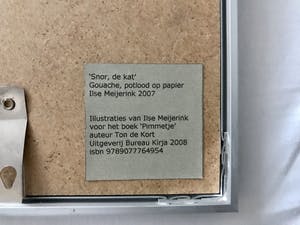 'Snor, de kat'
Gouache, potlood op papier
Ilse Meijerink 2007
Illustraties van Ilse Meijerink
voor het boek 'Pimmetje'
auteur Ton de Kort
Uitgeverij Bureau Kirja 2008
isbn 9789077764954